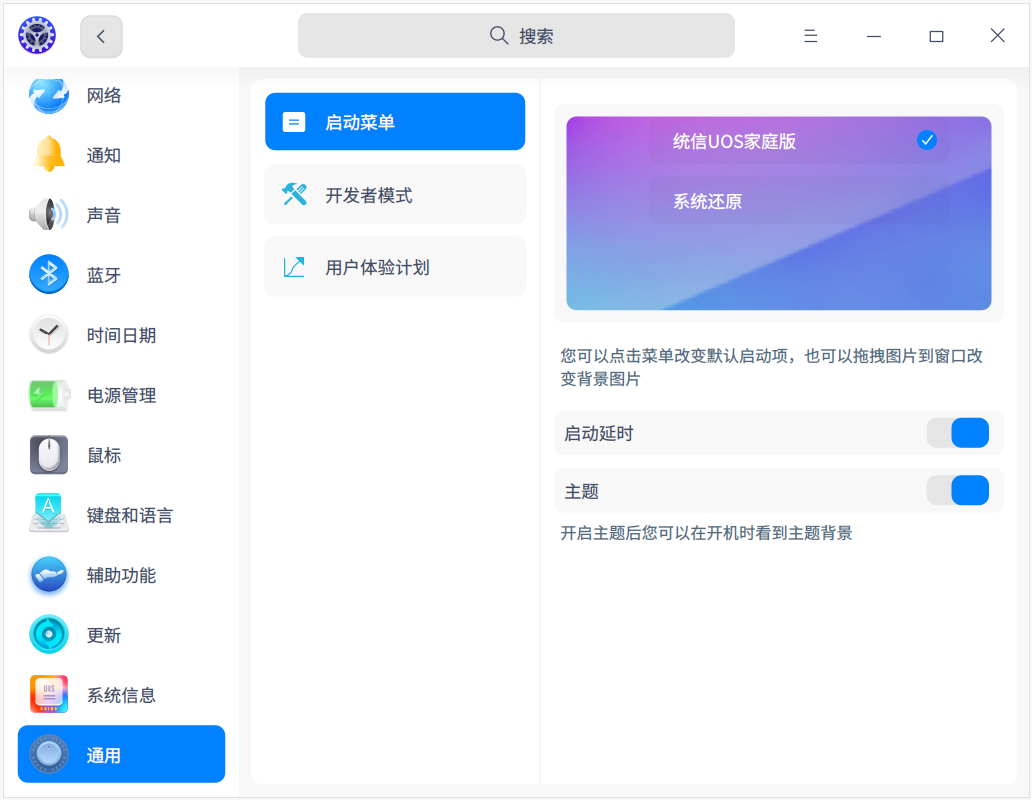 搜索
网络
通知
声音
蓝牙
时间日期
电源管理
鼠标
键盘和语言
辅助功能
更新
系统信息
通用
启动菜单
开发者模式
用户体验计划
统信UOS家庭版
系统还原
您可以点击菜单改变默认启动项，也可以拖拽图片到窗口改
变背景图片
启动延时
主题
开启主题后您可以在开机时看到主题背景